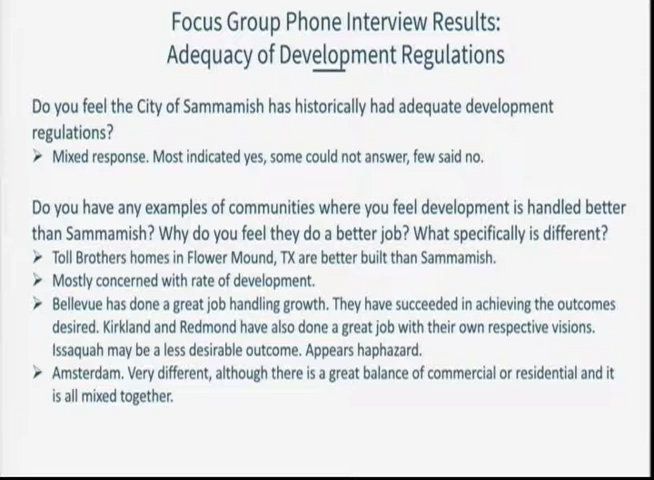 Focus Group Phone Interview Results:
Adequacy of Development Regulations
Do you feel the City of Sammamish has historically had adequate development
regulations?
➢ Mixed response. Most indicated yes, some could not answer, few said no.
Do you have any examples of communities where you feel development is handled better
than Sammamish? Why do you feel they do a better job? What specifically is different?
➢ Toll Brothers homes in Flower Mound, TX are better built than Sammamish.
➢ Mostly concerned with rate of development.
➢ Bellevue has done a great job handling growth. They have succeeded in achieving the outcomes
desired. Kirkland and Redmond have also done a great job with their own respective visions.
Issaquah may be a less desirable outcome. Appears haphazard.
➢ Amsterdam. Very different, although there is a great balance of commercial or residential and it
is all mixed together.